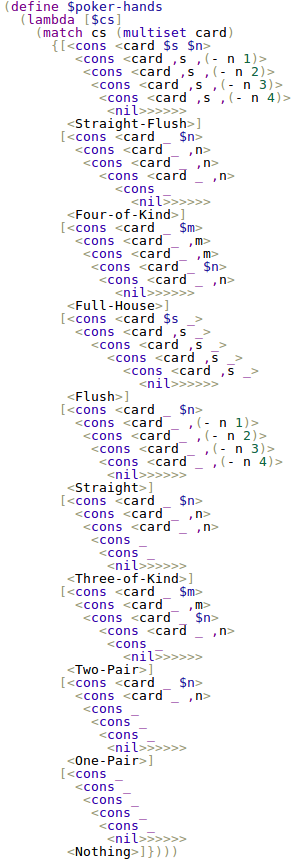 (define $poker-hands
  (lambda [$cs]
    (match cs (multiset card)
      {[<cons <card $s $n>
         <cons <card ,s ,(- n 1)>
          <cons <card ,s ,(- n 2)>
           <cons <card ,s ,(- n 3)>
            <cons <card ,s ,(- n 4)>
             <nil>>>>>>
        <Straight-Flush>]
       [<cons <card _ $n>
         <cons <card _ ,n>
          <cons <card _ ,n>
            <cons <card _ ,n>
              <cons _
                <nil>>>>>>
        <Four-of-Kind>]
       [<cons <card _ $m>
         <cons <card _ ,m>
          <cons <card _ ,m>
           <cons <card _ $n>
            <cons <card _ ,n>
              <nil>>>>>>
        <Full-House>]
       [<cons <card $s _>
         <cons <card ,s _>
           <cons <card ,s _>
             <cons <card ,s _>
               <cons <card ,s _>
                 <nil>>>>>>
        <Flush>]
       [<cons <card _ $n>
         <cons <card _ ,(- n 1)>
          <cons <card _ ,(- n 2)>
           <cons <card _ ,(- n 3)>
            <cons <card _ ,(- n 4)>
             <nil>>>>>>
        <Straight>]
       [<cons <card _ $n>
         <cons <card _ ,n>
          <cons <card _ ,n>
           <cons _
            <cons _
             <nil>>>>>>
        <Three-of-Kind>]
       [<cons <card _ $m>
         <cons <card _ ,m>
          <cons <card _ $n>
            <cons <card _ ,n>
             <cons _
              <nil>>>>>>
        <Two-Pair>]
       [<cons <card _ $n>
         <cons <card _ ,n>
          <cons _
           <cons _
            <cons _
             <nil>>>>>>
        <One-Pair>]
       [<cons _
         <cons _
          <cons _
           <cons _
            <cons _
             <nil>>>>>>
        <Nothing>]})))